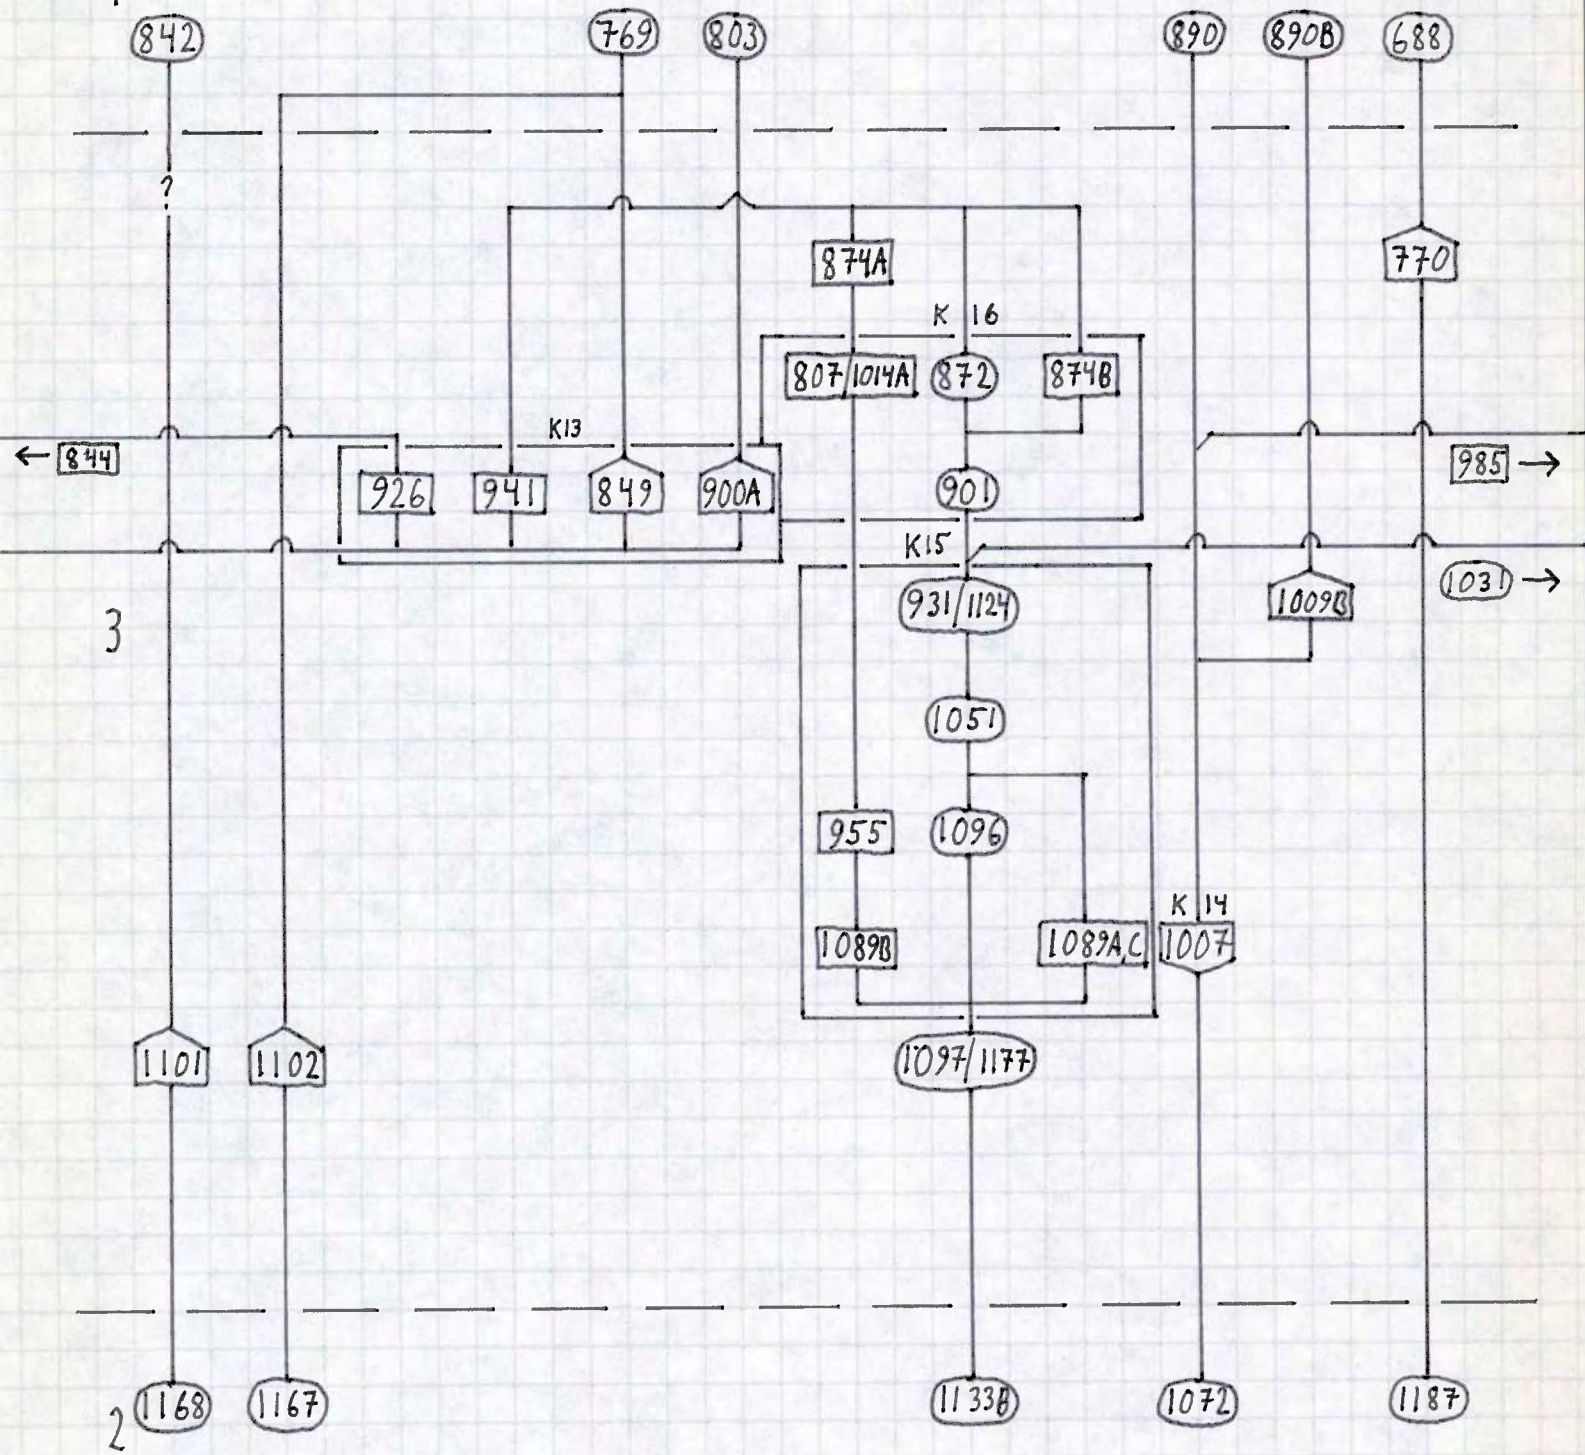 842 769 803 890 890B 688
?
874A 770
K 16
807/1014A 872 874B
K13
← 844 985 →
926 941 849 900A 901
K15
1031 →
3 931/1124 1009B
1051
955 1096
K 14
1089B 1089A,C 1007
1101 1102 1097/1177
2 1168 1167 1133B 1072 1187